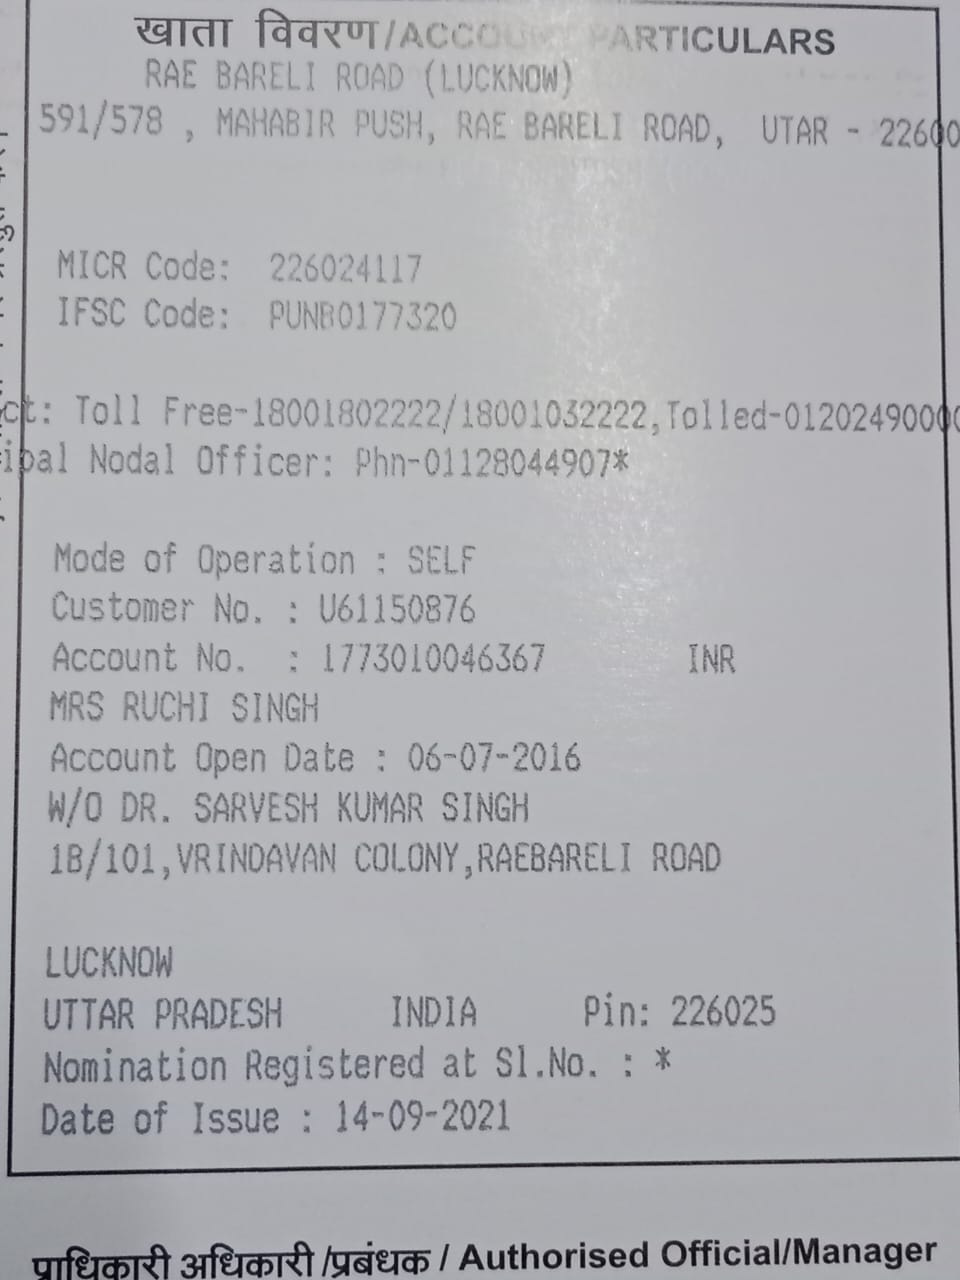 खाता विवरण/ACCOUNT PARTICULARS
RAE BARELI ROAD (LUCKNOW)
591/578 , MAHABIR PUSH, RAE BARELI ROAD, UTAR - 22600
MICR Code: 226024117
IFSC Code: PUNB0177320
ct: Toll Free-18001802222/18001032222,Tolled-01202490000
ipal Nodal Officer: Phn-01128044907*
Mode of Operation : SELF
Customer No. : U61150876
Account No. : 1773010046367 INR
MRS RUCHI SINGH
Account Open Date : 06-07-2016
W/O DR. SARVESH KUMAR SINGH
1B/101,VRINDAVAN COLONY,RAEBARELI ROAD
LUCKNOW
UTTAR PRADESH INDIA Pin: 226025
Nomination Registered at Sl.No. : *
Date of Issue : 14-09-2021
प्राधिकारी अधिकारी/प्रबंधक / Authorised Official/Manager